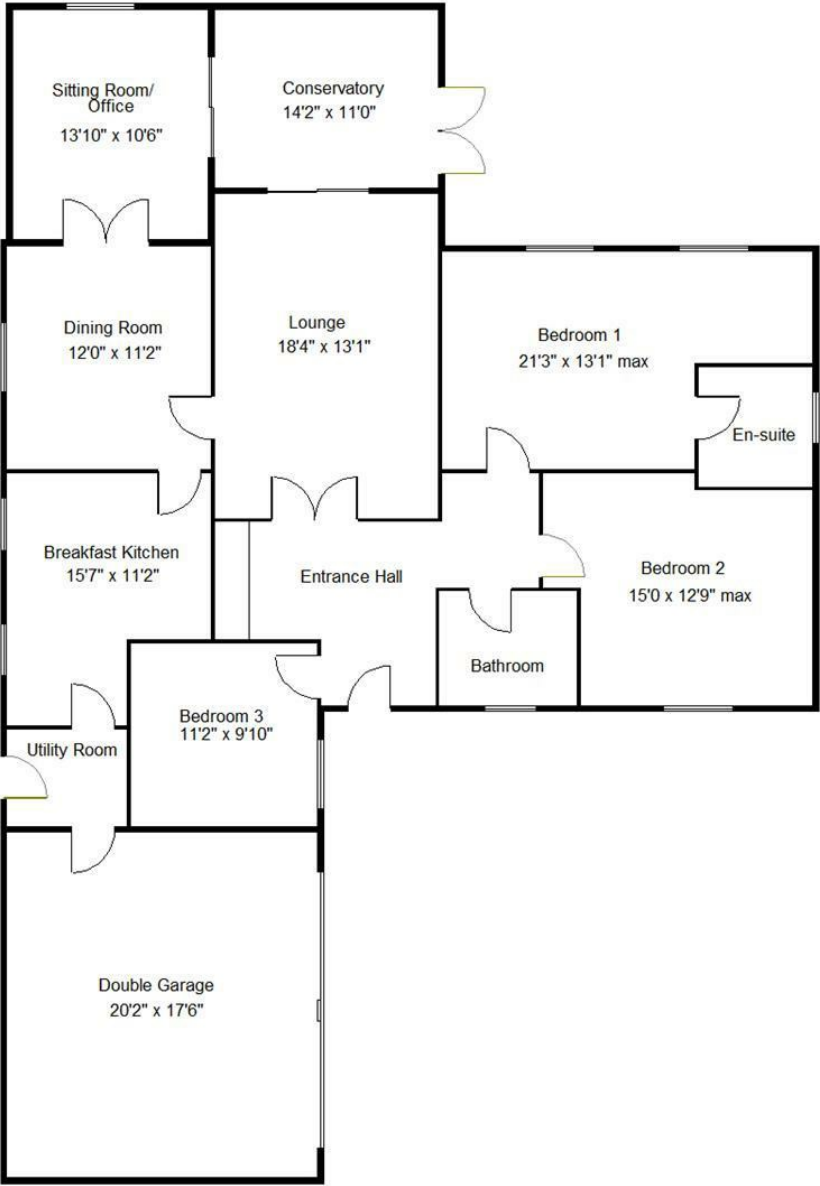 Sitting Room/
Office
13'10" x 10'6"
Conservatory
14'2" x 11'0"
Dining Room
12'0" x 11'2"
Lounge
18'4" x 13'1"
Bedroom 1
21'3" x 13'1" max
En-suite
Breakfast Kitchen
15'7" x 11'2"
Entrance Hall
Bedroom 2
15'0 x 12'9" max
Bathroom
Bedroom 3
11'2" x 9'10"
Utility Room
Double Garage
20'2" x 17'6"